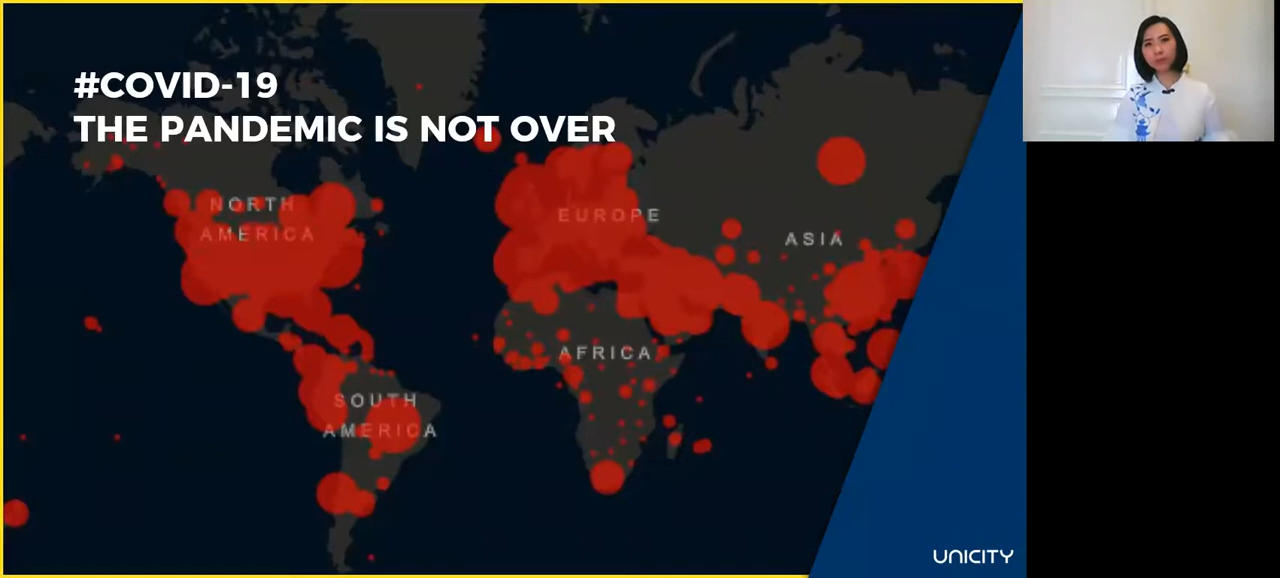 #COVID-19
THE PANDEMIC IS NOT OVER
NORTH
AMERICA
EUROPE
ASIA
AFRICA
SOUTH
AMERICA
UNICITY